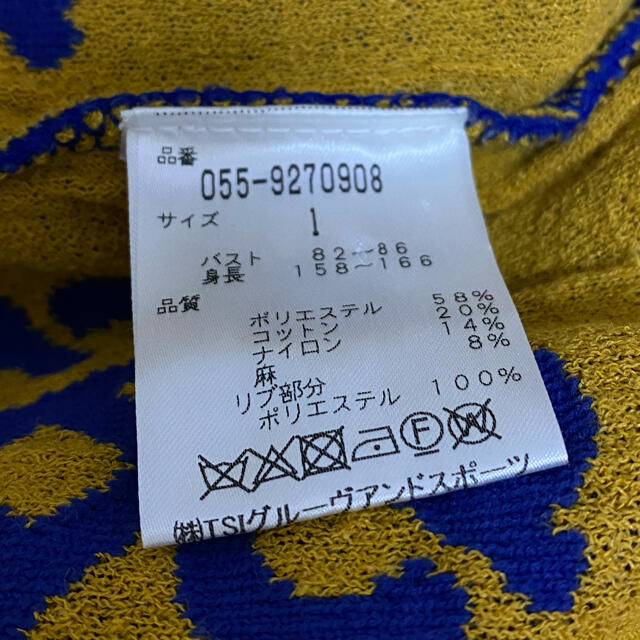 品番
055-9270908
サイズ 1
バスト 82〜86
身長 158〜166
品質
ポリエステル 58%
コットン 20%
ナイロン 14%
麻 8%
リブ部分
ポリエステル 100%
F W
㈱TSIグルーヴアンドスポーツ